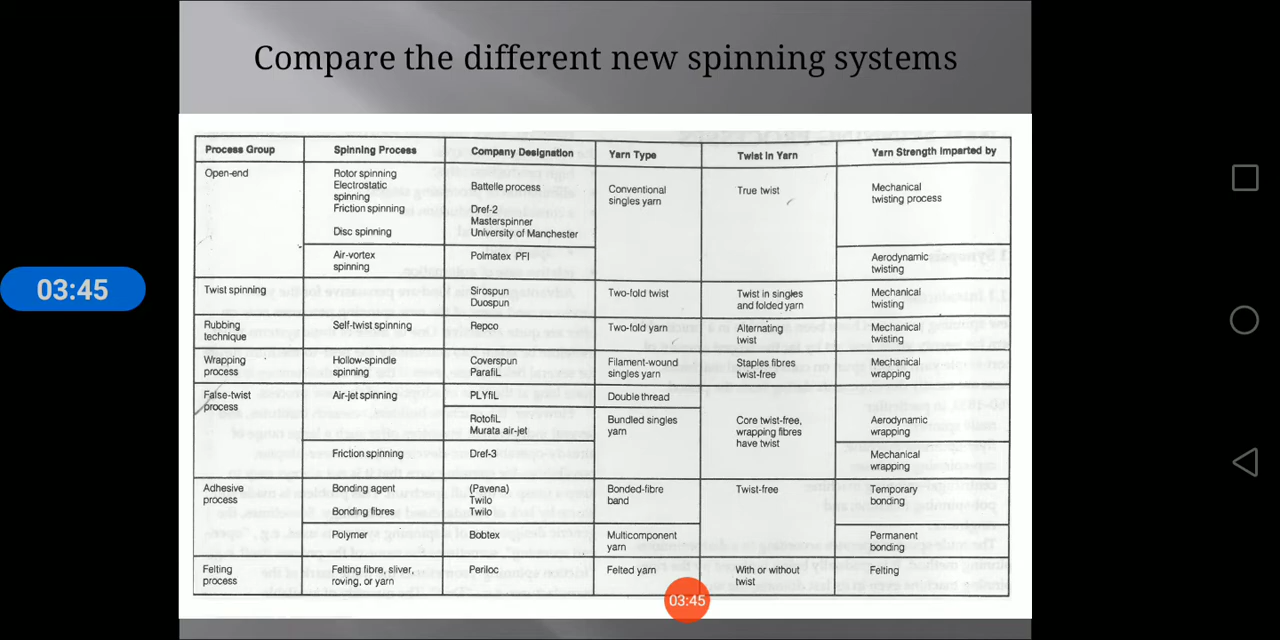 Compare the different new spinning systems
Process Group Spinning Process Company Designation Yarn Type Twist in Yarn Yarn Strength Imparted by
Open-end Rotor spinning
Electrostatic spinning Battelle process Conventional singles yarn True twist Mechanical twisting process
Friction spinning Dref-2
Masterspinner
Disc spinning University of Manchester
Air-vortex spinning Polmatex PFI Aerodynamic twisting
Twist spinning Sirospun Duospun Two-fold twist Twist in singles and folded yarn Mechanical twisting
Rubbing technique Self-twist spinning Repco Two-fold yarn Alternating twist Mechanical twisting
Wrapping process Hollow-spindle spinning Coverspun ParafiL Filament-wound singles yarn Staples fibres twist-free Mechanical wrapping
False-twist process Air-jet spinning PLYfiL Double thread
RotofiL Murata air-jet Bundled singles yarn Core twist-free, wrapping fibres have twist Aerodynamic wrapping
Friction spinning Dref-3 Mechanical wrapping
Adhesive process Bonding agent (Pavena) Twilo Bonded-fibre band Twist-free Temporary bonding
Bonding fibres Twilo
Polymer Bobtex Multicomponent yarn Permanent bonding
Felting process Felting fibre, sliver, roving, or yarn Periloc Felted yarn With or without twist Felting
03:45
03:45